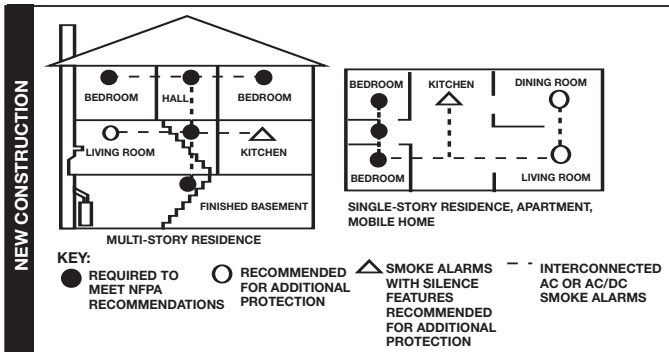 NEW CONSTRUCTION
BEDROOM
HALL
BEDROOM
LIVING ROOM
KITCHEN
FINISHED BASEMENT
MULTI-STORY RESIDENCE
BEDROOM
KITCHEN
DINING ROOM
BEDROOM
LIVING ROOM
SINGLE-STORY RESIDENCE, APARTMENT,
MOBILE HOME
KEY:
REQUIRED TO
MEET NFPA
RECOMMENDATIONS
RECOMMENDED
FOR ADDITIONAL
PROTECTION
SMOKE ALARMS
WITH SILENCE
FEATURES
RECOMMENDED
FOR ADDITIONAL
PROTECTION
INTERCONNECTED
AC OR AC/DC
SMOKE ALARMS